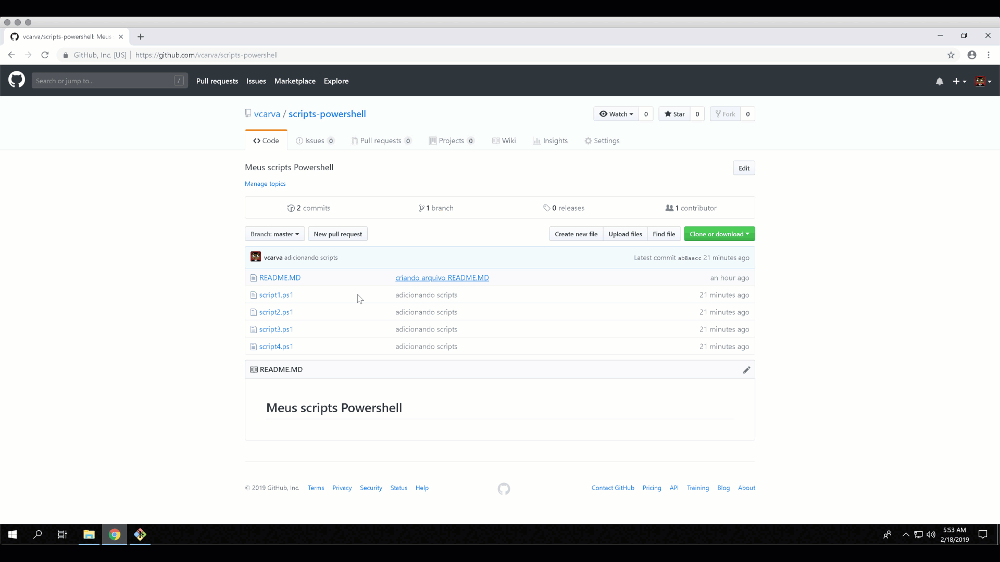 vcarva/scripts-powershell: Meus
GitHub, Inc. [US] | https://github.com/vcarva/scripts-powershell
Search or jump to... / Pull requests Issues Marketplace Explore
vcarva / scripts-powershell Watch 0 Star 0 Fork 0
Code Issues 0 Pull requests 0 Projects 0 Wiki Insights Settings
Meus scripts Powershell Edit
Manage topics
2 commits 1 branch 0 releases 1 contributor
Branch: master New pull request Create new file Upload files Find file Clone or download
vcarva adicionando scripts Latest commit ab8aacc 21 minutes ago
README.MD criando arquivo README.MD an hour ago
script1.ps1 adicionando scripts 21 minutes ago
script2.ps1 adicionando scripts 21 minutes ago
script3.ps1 adicionando scripts 21 minutes ago
script4.ps1 adicionando scripts 21 minutes ago
README.MD
Meus scripts Powershell
© 2019 GitHub, Inc. Terms Privacy Security Status Help Contact GitHub Pricing API Training Blog About
5:53 AM
2/18/2019